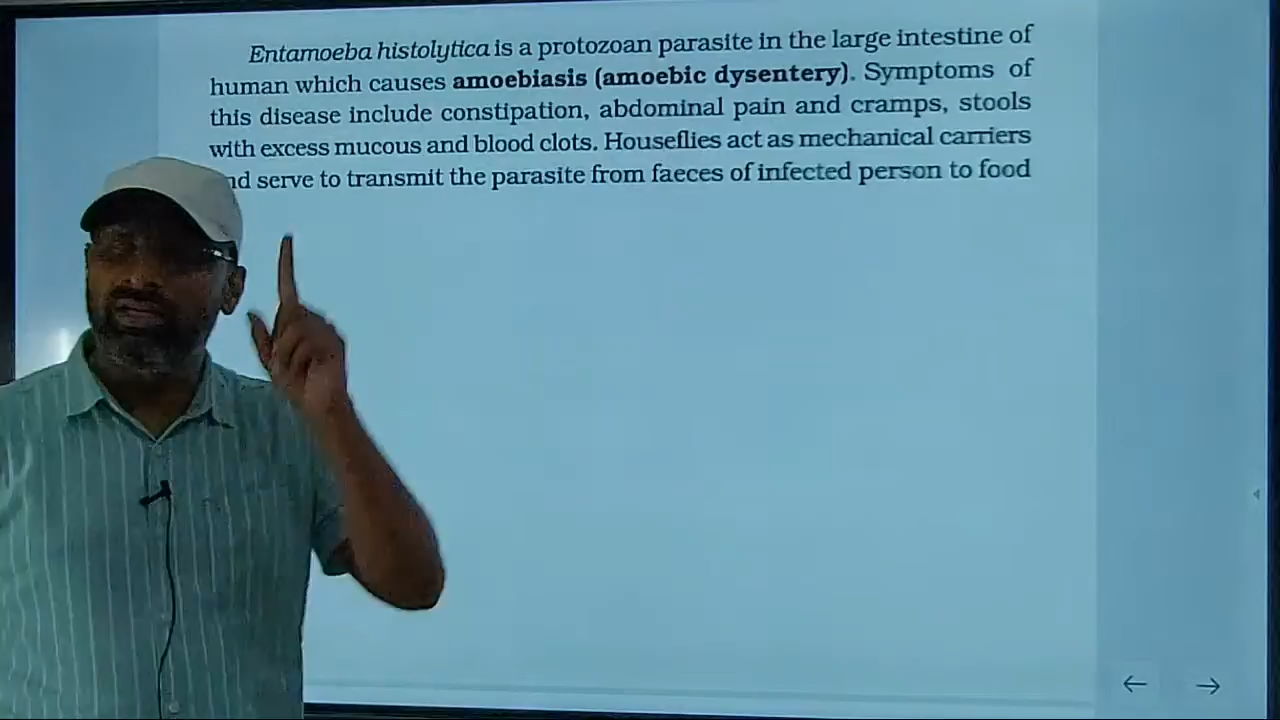 Entamoeba histolytica is a protozoan parasite in the large intestine of
human which causes amoebiasis (amoebic dysentery). Symptoms of
this disease include constipation, abdominal pain and cramps, stools
with excess mucous and blood clots. Houseflies act as mechanical carriers
serve to transmit the parasite from faeces of infected person to food